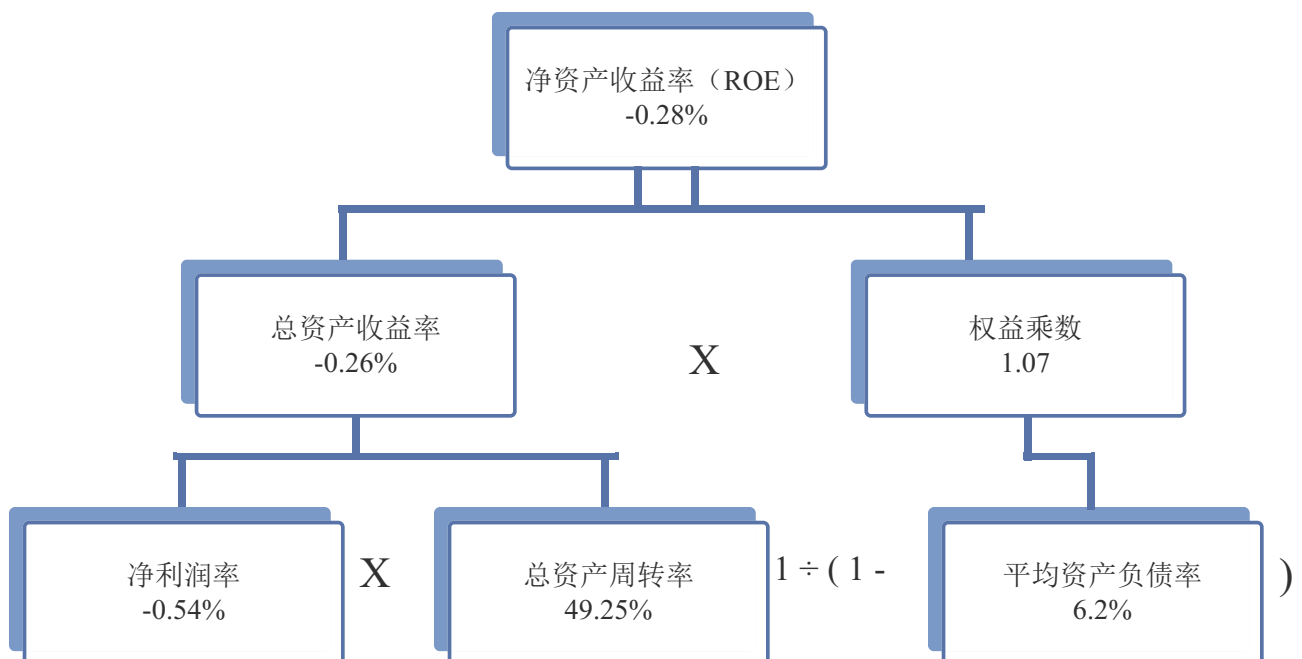 净资产收益率（ROE）
-0.28%
总资产收益率
-0.26%
X
权益乘数
1.07
净利润率
-0.54%
X
总资产周转率
49.25%
1 ÷ ( 1 -
平均资产负债率
6.2%
)